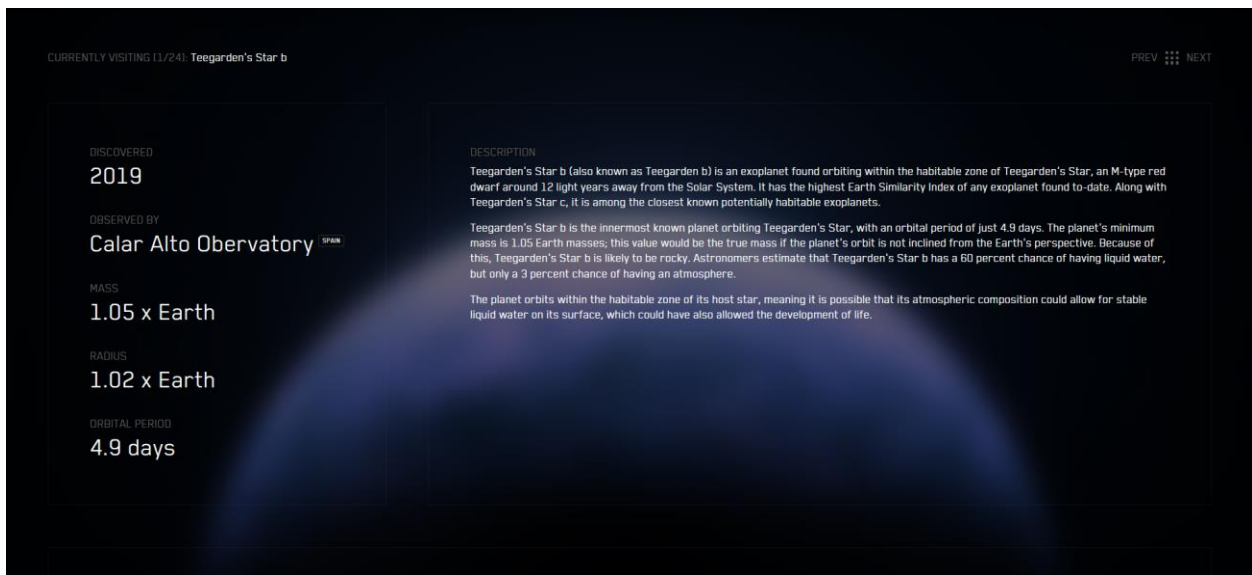 CURRENTLY VISITING [1/24]: Teegarden's Star b
PREV NEXT
DISCOVERED
2019
OBSERVED BY
Calar Alto Obervatory SPAIN
MASS
1.05 x Earth
RADIUS
1.02 x Earth
ORBITAL PERIOD
4.9 days
DESCRIPTION
Teegarden's Star b (also known as Teegarden b) is an exoplanet found orbiting within the habitable zone of Teegarden's Star, an M-type red
dwarf around 12 light years away from the Solar System. It has the highest Earth Similarity Index of any exoplanet found to-date. Along with
Teegarden's Star c, it is among the closest known potentially habitable exoplanets.
Teegarden's Star b is the innermost known planet orbiting Teegarden's Star, with an orbital period of just 4.9 days. The planet's minimum
mass is 1.05 Earth masses; this value would be the true mass if the planet's orbit is not inclined from the Earth's perspective. Because of
this, Teegarden's Star b is likely to be rocky. Astronomers estimate that Teegarden's Star b has a 60 percent chance of having liquid water,
but only a 3 percent chance of having an atmosphere.
The planet orbits within the habitable zone of its host star, meaning it is possible that its atmospheric composition could allow for stable
liquid water on its surface, which could have also allowed the development of life.